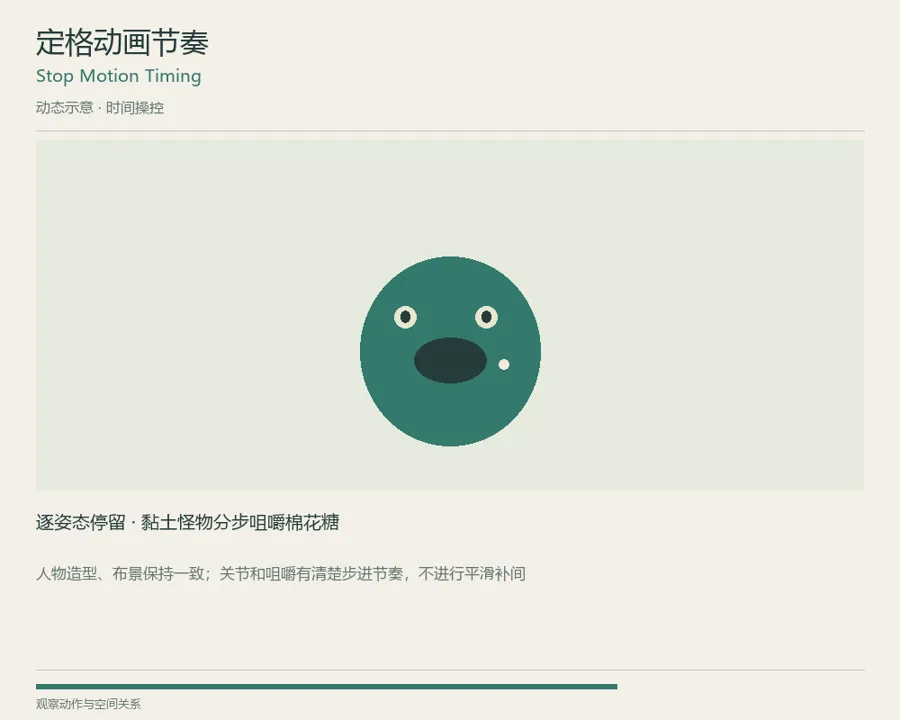 定格动画节奏
Stop Motion Timing
动态示意 · 时间操控
逐姿态停留 · 黏土怪物分步咀嚼棉花糖
人物造型、布景保持一致；关节和咀嚼有清楚步进节奏，不进行平滑补间
观察动作与空间关系